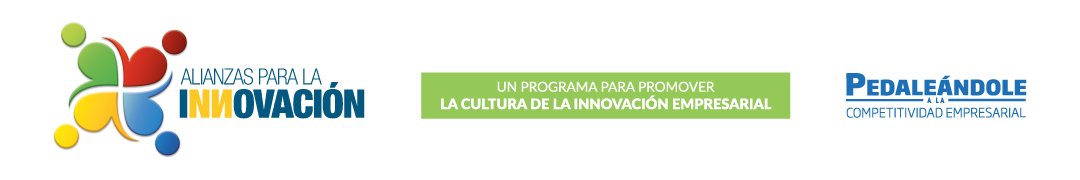 ALIANZAS PARA LA
INNOVACIÓN
UN PROGRAMA PARA PROMOVER
LA CULTURA DE LA INNOVACIÓN EMPRESARIAL
PEDALEÁNDOLE
A LA
COMPETITIVIDAD EMPRESARIAL